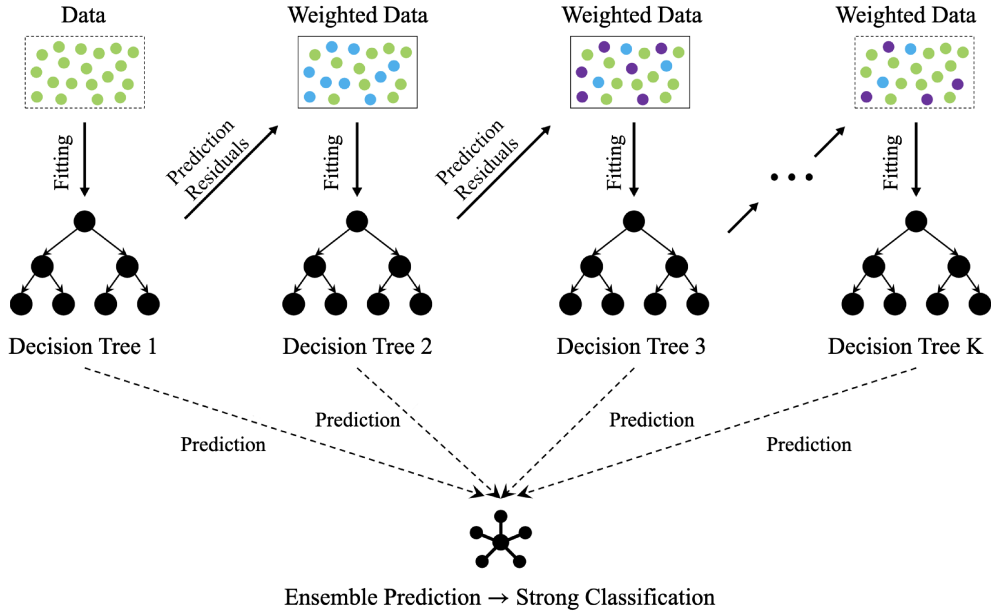 Data
Weighted Data
Weighted Data
Weighted Data
Fitting
Prediction
Residuals
Fitting
Prediction
Residuals
Fitting
...
Fitting
Decision Tree 1
Decision Tree 2
Decision Tree 3
Decision Tree K
Prediction
Prediction
Prediction
Prediction
Ensemble Prediction → Strong Classification